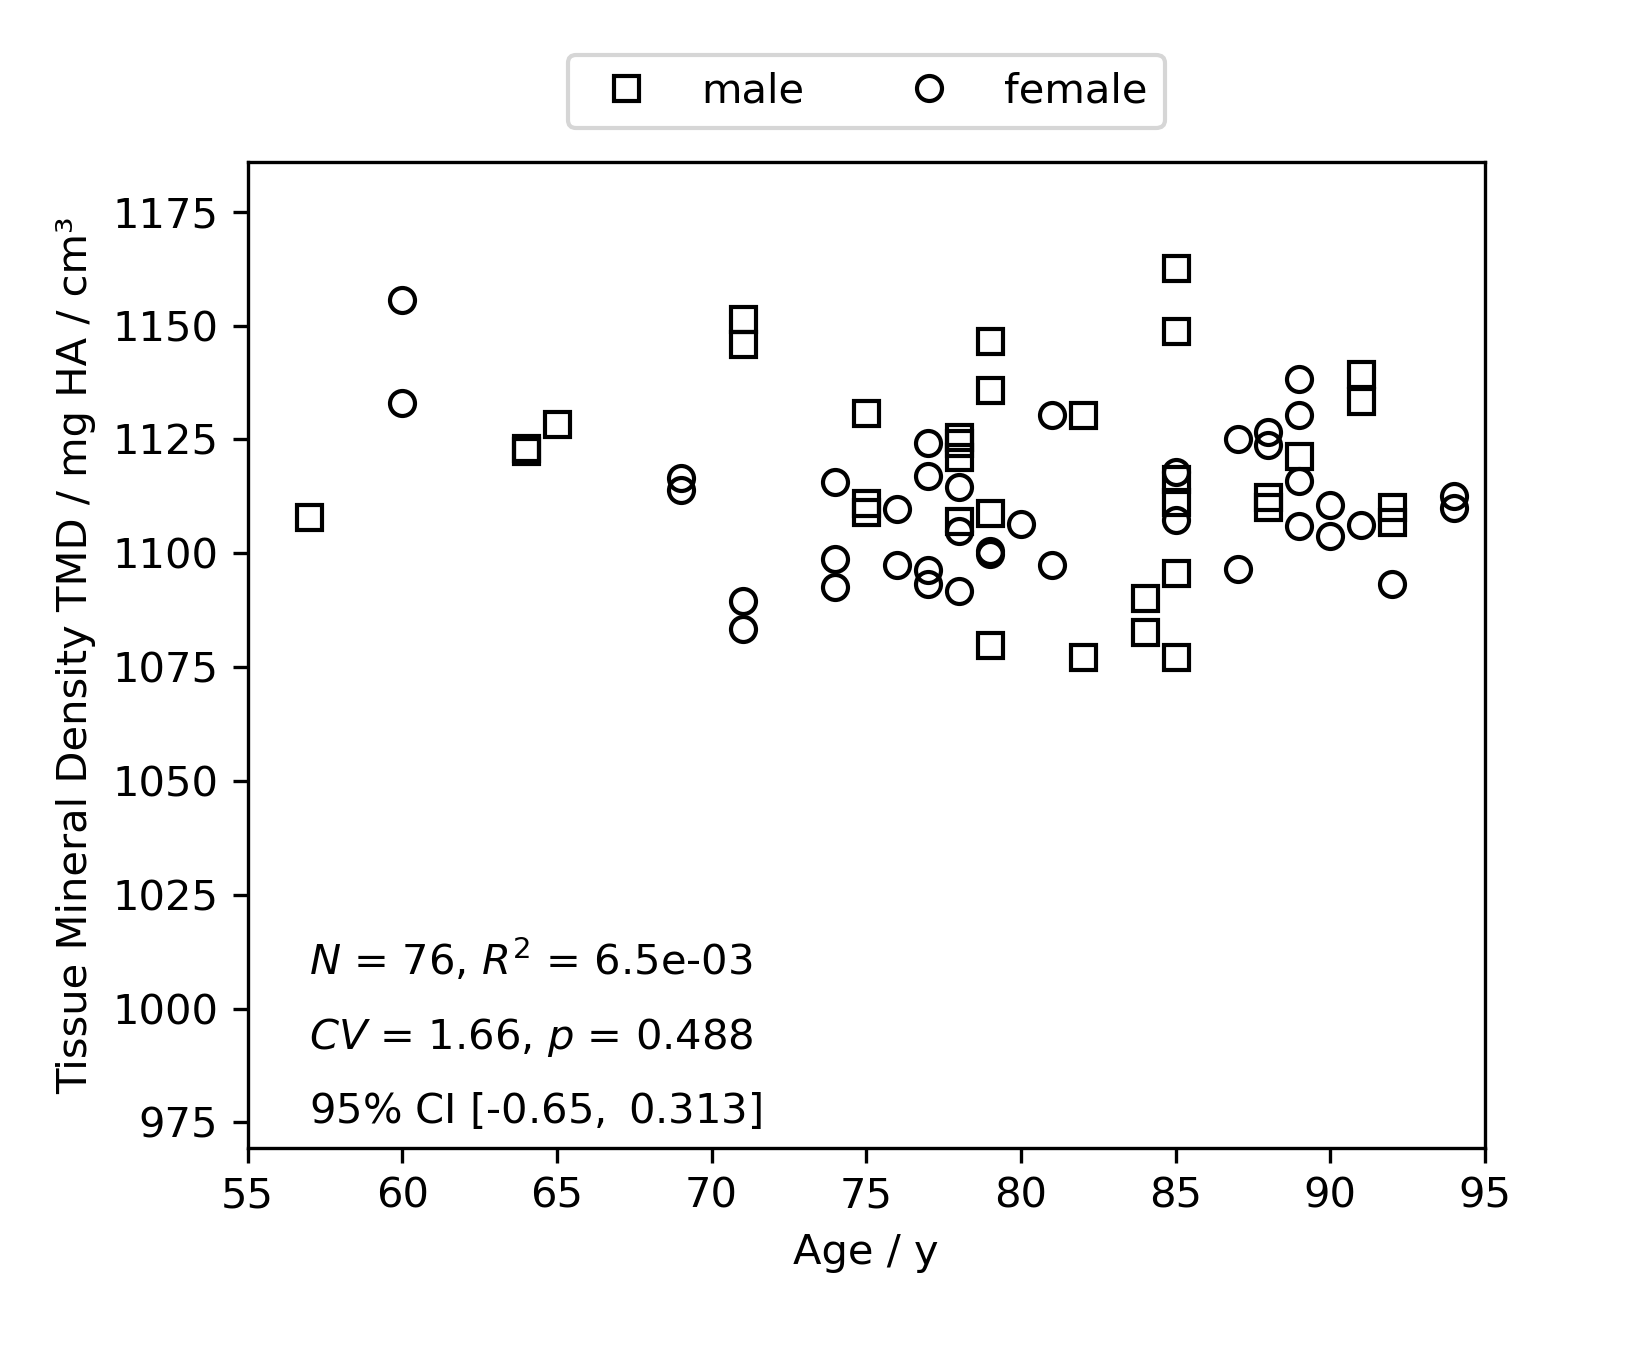 male female
Tissue Mineral Density TMD / mg HA / cm³
1175
1150
1125
1100
1075
1050
1025
1000
975
N = 76, R² = 6.5e-03
CV = 1.66, p = 0.488
95% CI [-0.65, 0.313]
55 60 65 70 75 80 85 90 95
Age / y